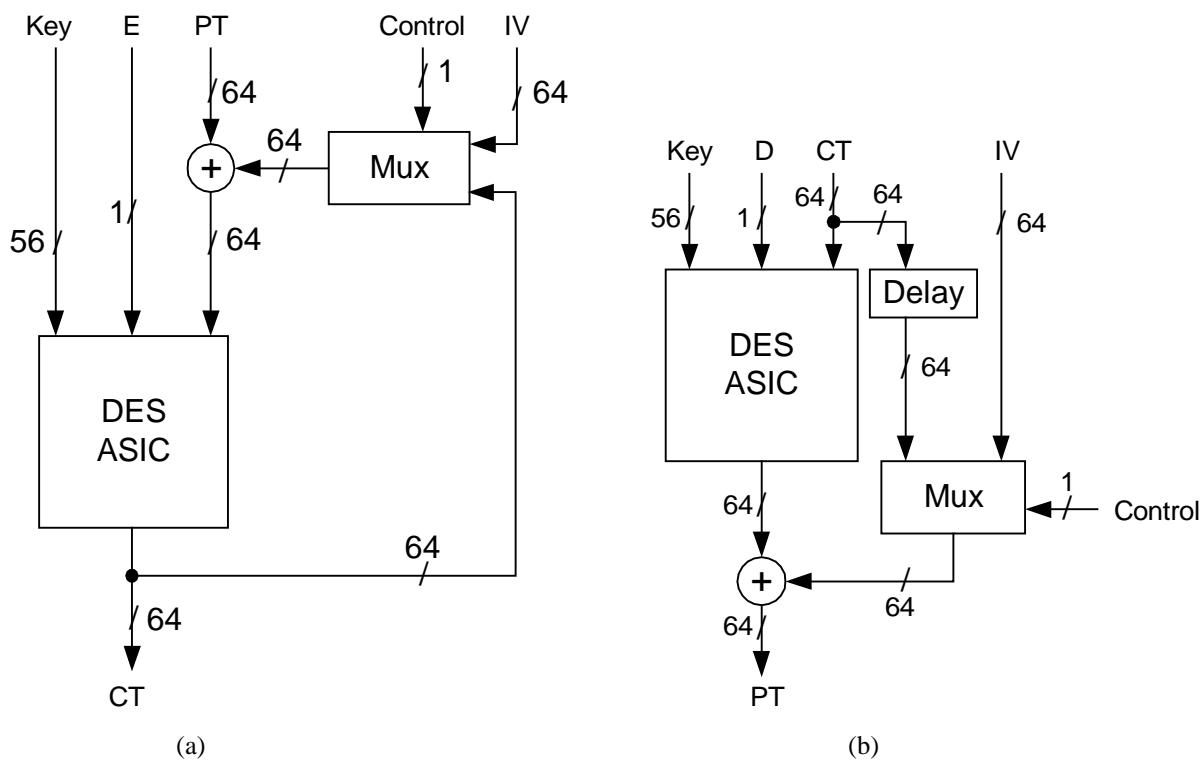 Key E PT Control IV
64 1 64
64
Mux
+
56 1 64
DES
ASIC
64
64
CT
(a)
Key D CT IV
56 1 64 64 64
Delay
DES
ASIC
64
64
Mux
1
Control
+
64
64
PT
(b)